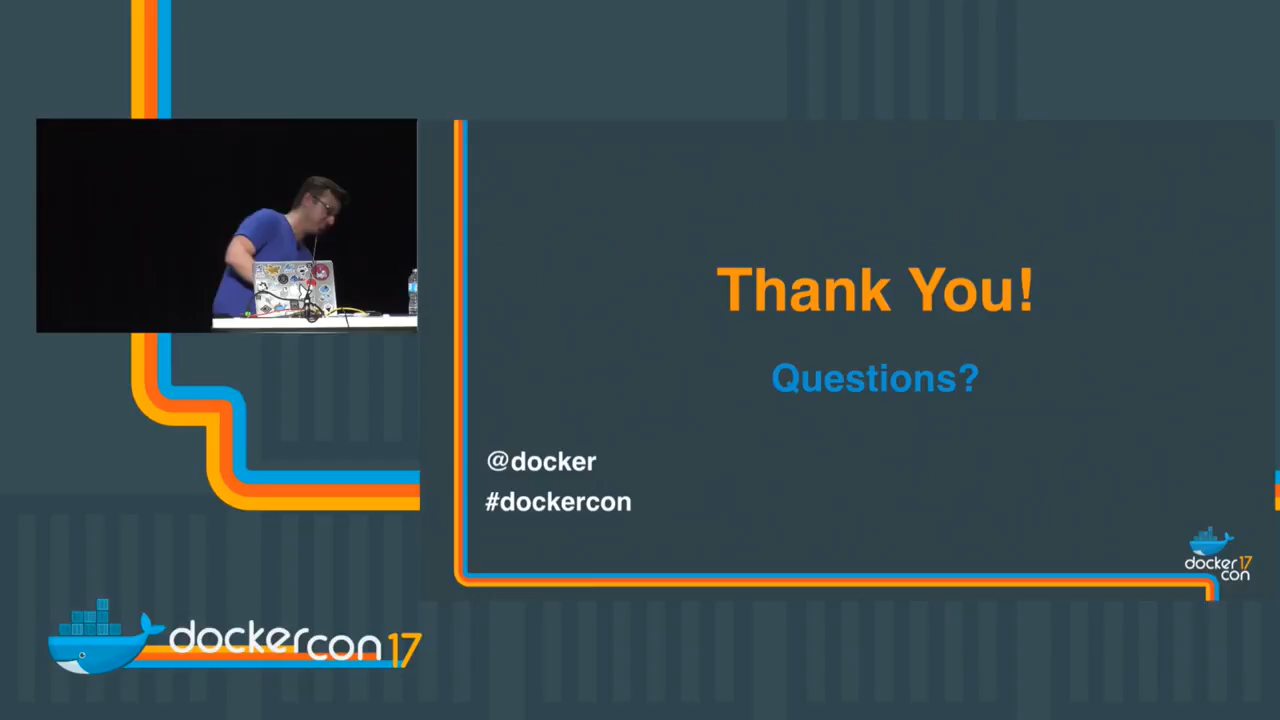 Thank You!
Questions?
@docker
#dockercon
docker 17
con
dockercon 17